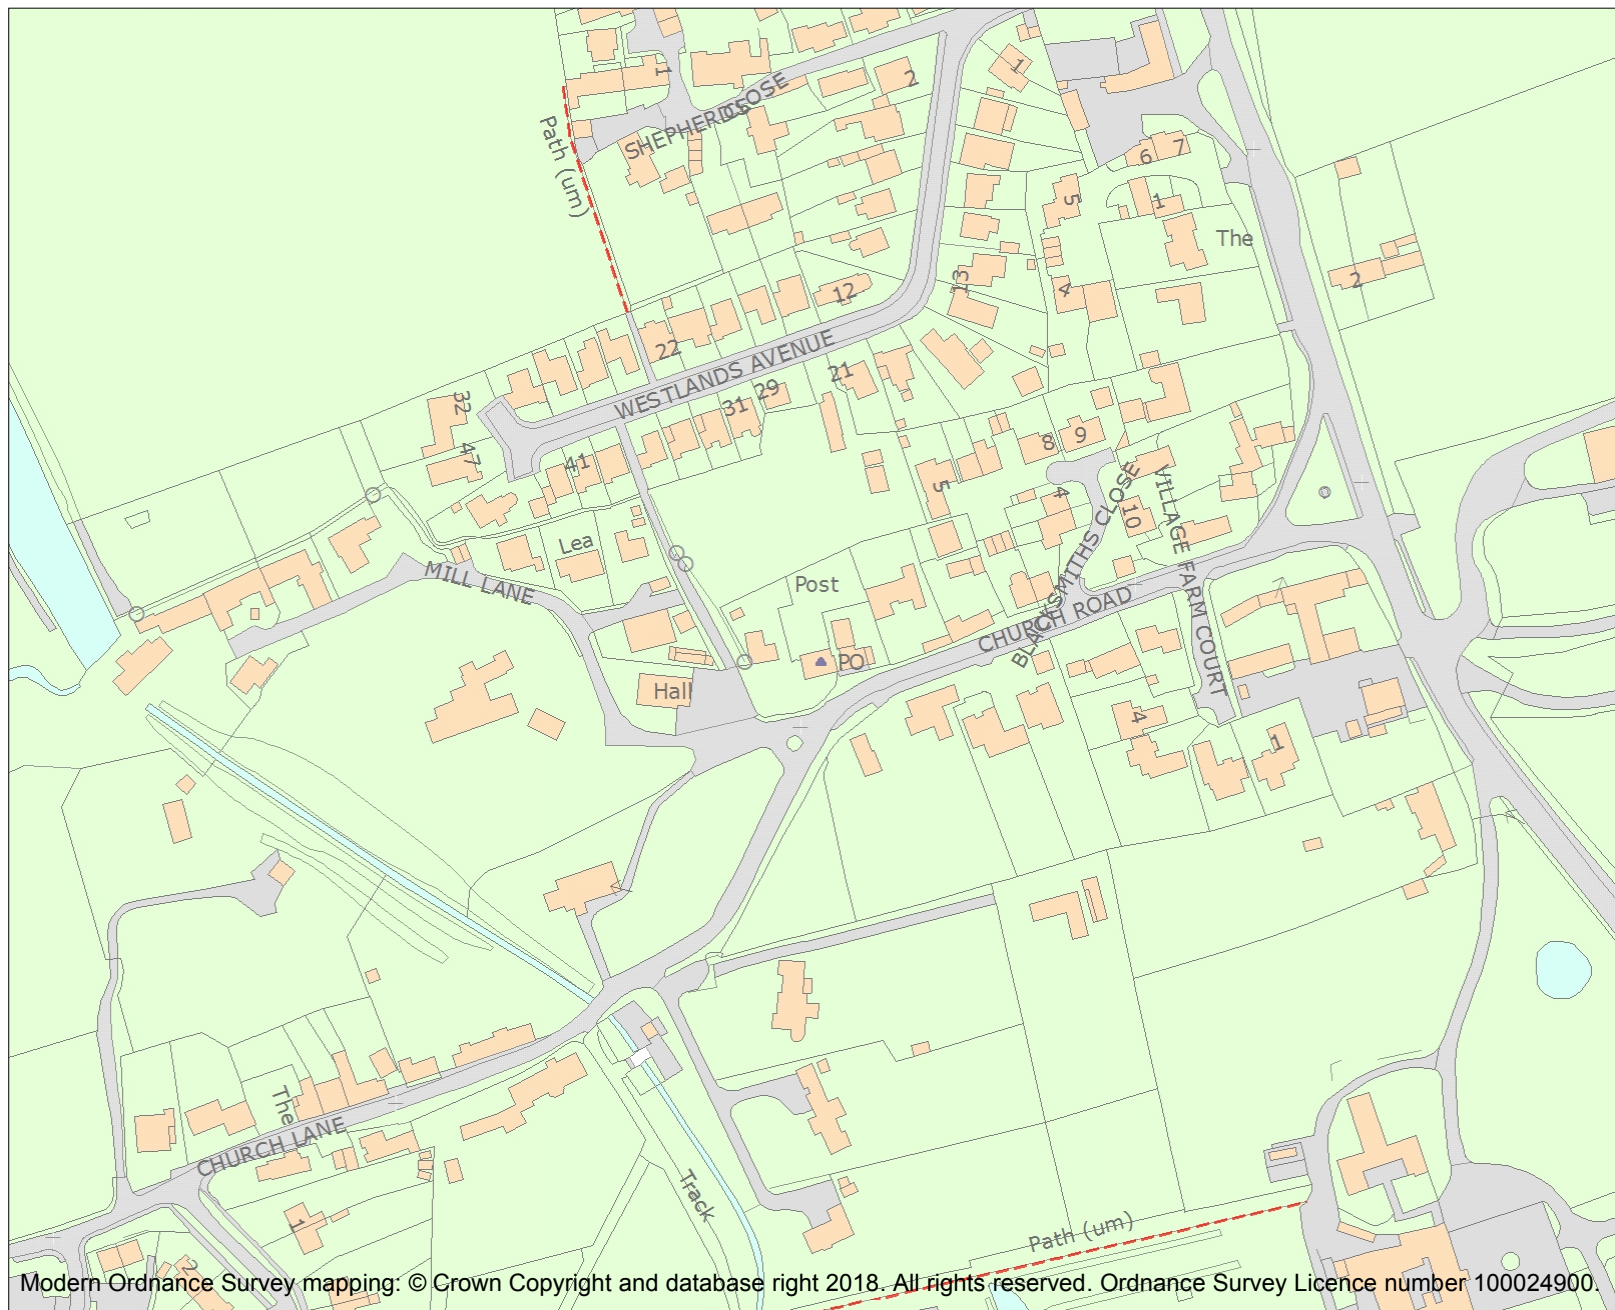 1
SHEPHERDS
CLOSE
2
1
Path (um)
6
7
5
1
The
13
4
12
2
22
WESTLANDS AVENUE
21
29
31
32
47
41
8
9
5
4
10
VILLAGE FARM COURT
BLACKSMITHS CLOSE
Lea
MILL LANE
Post
CHURCH ROAD
PO
Hall
4
1
The
CHURCH LANE
Track
1
Path (um)
2
Modern Ordnance Survey mapping: © Crown Copyright and database right 2018. All rights reserved. Ordnance Survey Licence number 100024900.